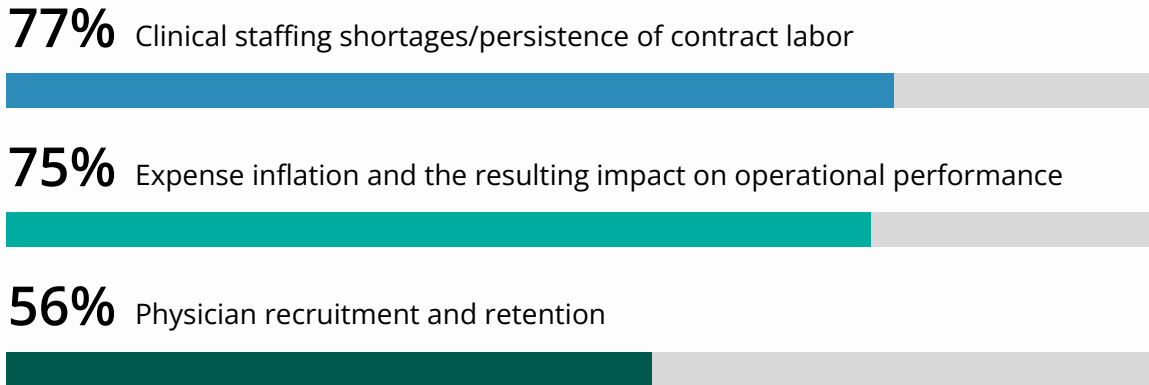 77% Clinical staffing shortages/persistence of contract labor
75% Expense inflation and the resulting impact on operational performance
56% Physician recruitment and retention